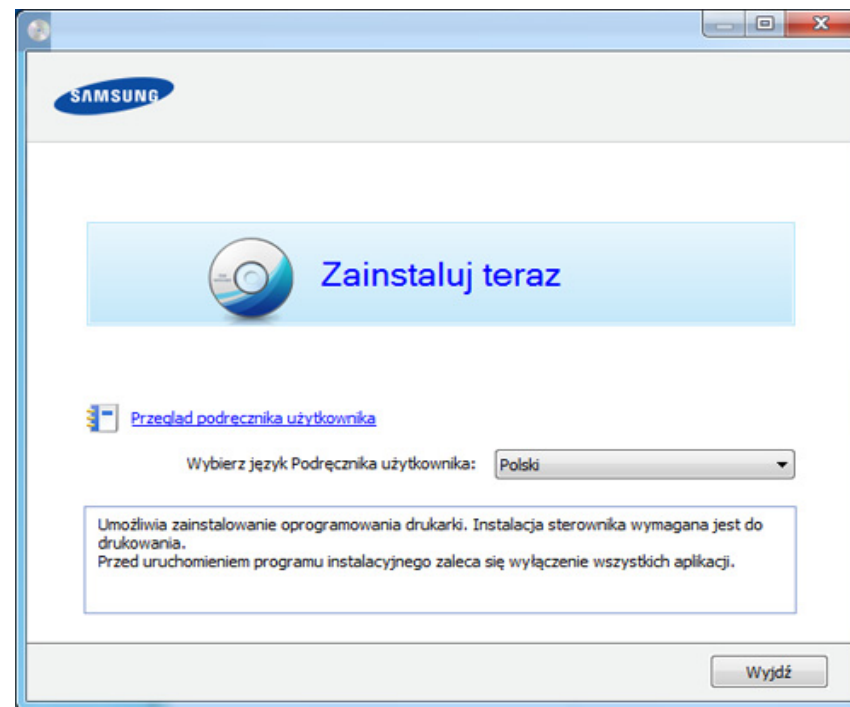 SAMSUNG
Zainstaluj teraz
Przegląd podręcznika użytkownika
Wybierz język Podręcznika użytkownika: Polski
Umożliwia zainstalowanie oprogramowania drukarki. Instalacja sterownika wymagana jest do
drukowania.
Przed uruchomieniem programu instalacyjnego zaleca się wyłączenie wszystkich aplikacji.
Wyjdź